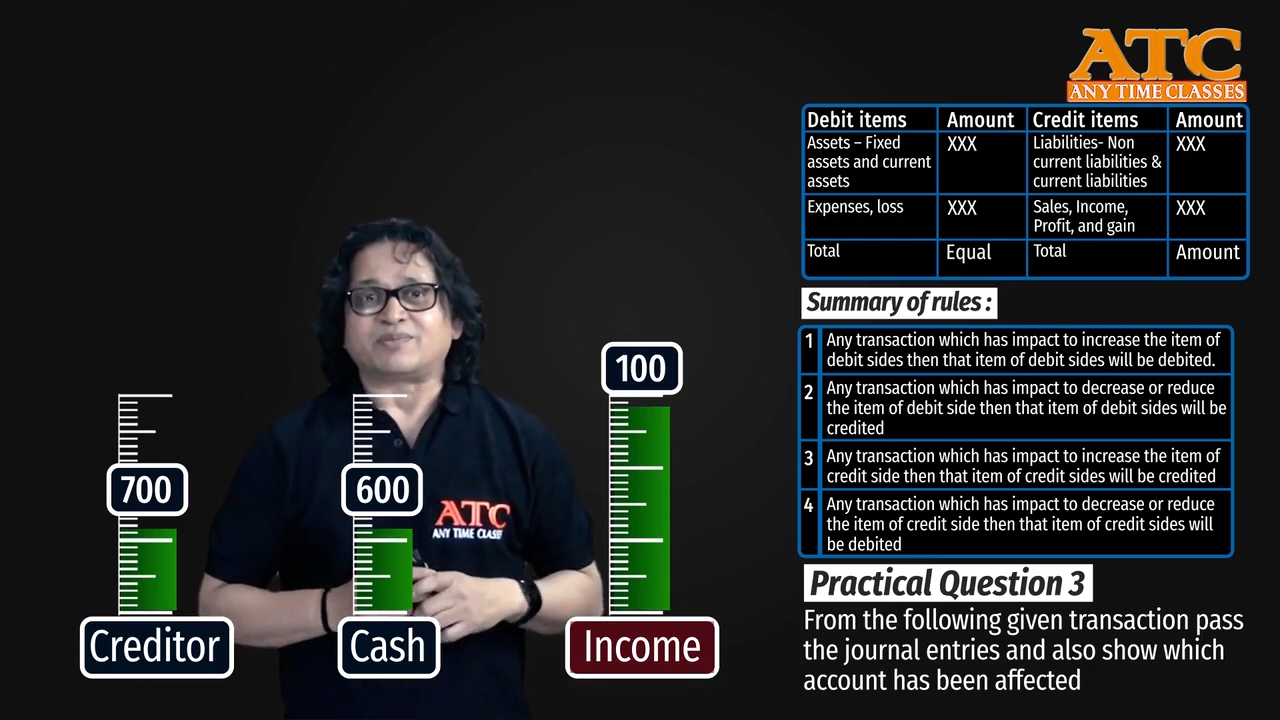 ATC
ANY TIME CLASSES
Debit items Amount Credit items Amount
Assets – Fixed assets and current assets XXX Liabilities- Non current liabilities & current liabilities XXX
Expenses, loss XXX Sales, Income, Profit, and gain XXX
Total Equal Total Amount
Summary of rules :
1 Any transaction which has impact to increase the item of
debit sides then that item of debit sides will be debited.
2 Any transaction which has impact to decrease or reduce
the item of debit side then that item of debit sides will be
credited
3 Any transaction which has impact to increase the item of
credit side then that item of credit sides will be credited
4 Any transaction which has impact to decrease or reduce
the item of credit side then that item of credit sides will
be debited
Practical Question 3
From the following given transaction pass
the journal entries and also show which
account has been affected
100
700 600
ATC
ANY TIME CLASSES
Creditor Cash Income